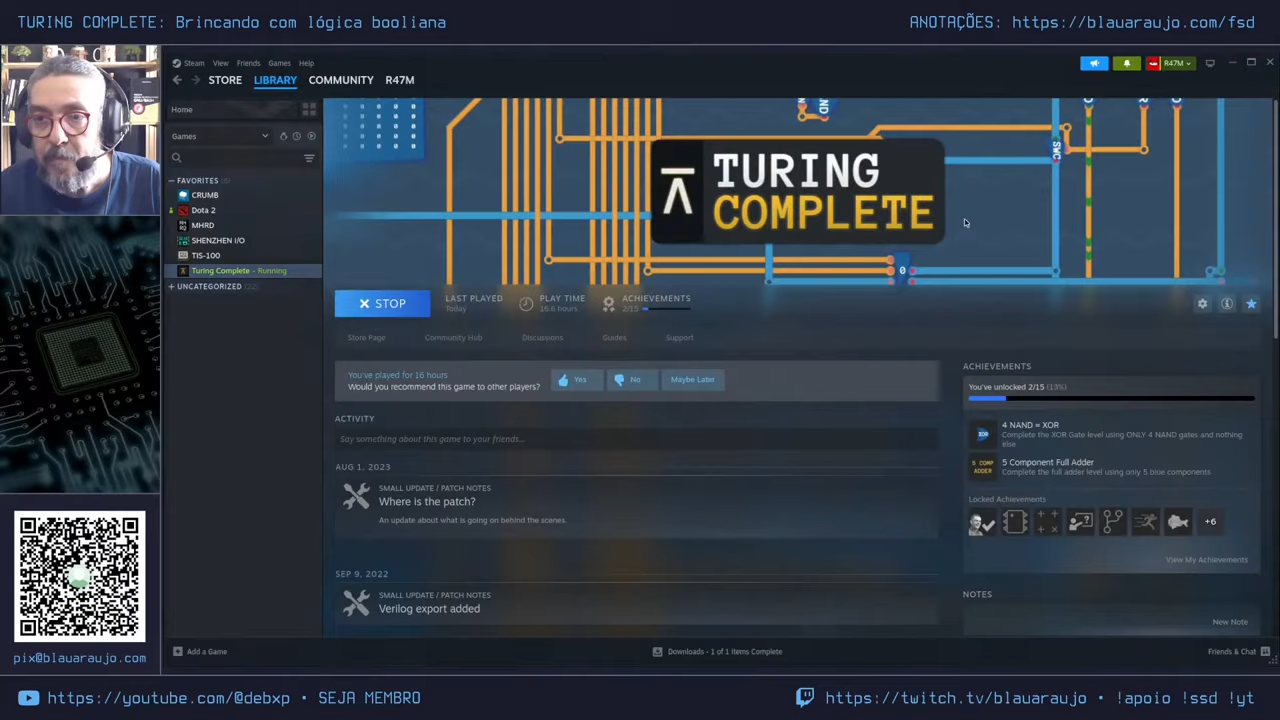 TURING COMPLETE: Brincando com lógica booliana
ANOTAÇÕES: https://blauaraujo.com/fsd
Steam View Friends Games Help
R47M
STORE LIBRARY COMMUNITY R47M
Home
Games
FAVORITES
CRUMB
Dota 2
MHRD
SHENZHEN I/O
TIS-100
Turing Complete - Running
UNCATEGORIZED
TURING
COMPLETE
SWC
0
STOP
LAST PLAYED
Today
PLAY TIME
16.6 hours
ACHIEVEMENTS
2/15
Store Page Community Hub Discussions Guides Support
You've played for 16 hours
Would you recommend this game to other players?
Yes
No
Maybe Later
ACTIVITY
Say something about this game to your friends...
AUG 1, 2023
SMALL UPDATE / PATCH NOTES
Where is the patch?
An update about what is going on behind the scenes.
SEP 9, 2022
SMALL UPDATE / PATCH NOTES
Verilog export added
ACHIEVEMENTS
You've unlocked 2/15 (13%)
XOR
4 NAND = XOR
Complete the XOR Gate level using ONLY 4 NAND gates and nothing
else
5 COMP
ADDER
5 Component Full Adder
Complete the full adder level using only 5 blue components
Locked Achievements
+6
View My Achievements
NOTES
New Note
Add a Game
Downloads - 1 of 1 Items Complete
Friends & Chat
pix@blauaraujo.com
https://youtube.com/@debxp • SEJA MEMBRO
https://twitch.tv/blauaraujo • !apoio !ssd !yt